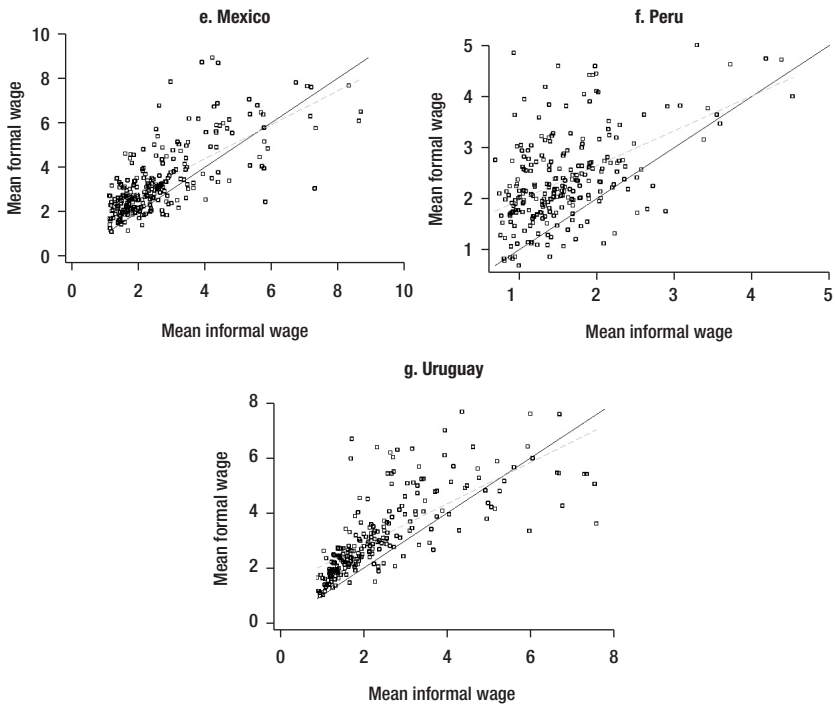 e. Mexico
10
8
6
4
2
0
Mean formal wage
0 2 4 6 8 10
Mean informal wage
f. Peru
5
4
3
2
1
Mean formal wage
1 2 3 4 5
Mean informal wage
g. Uruguay
8
6
4
2
0
Mean formal wage
0 2 4 6 8
Mean informal wage